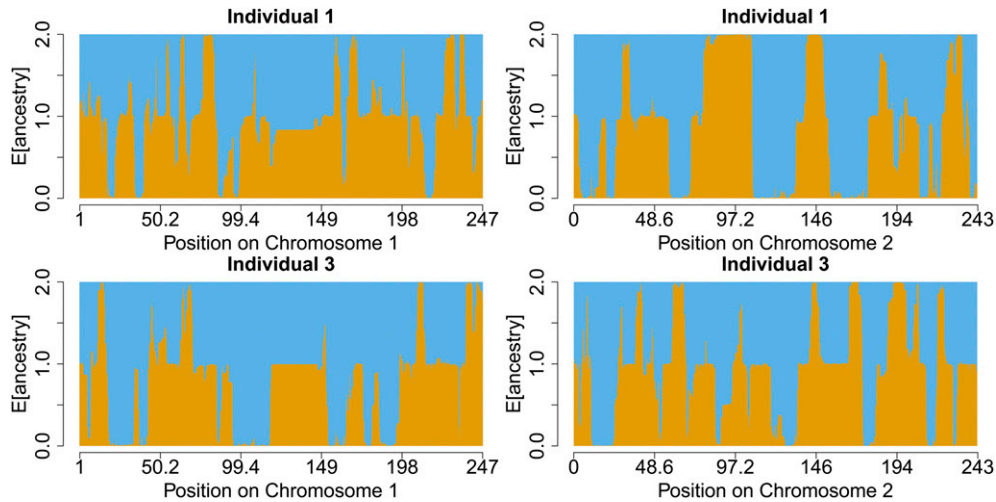 Individual 1
E[ancestry]
2.0
1.0
0.0
1 50.2 99.4 149 198 247
Position on Chromosome 1
Individual 1
E[ancestry]
2.0
1.0
0.0
0 48.6 97.2 146 194 243
Position on Chromosome 2
Individual 3
E[ancestry]
2.0
1.0
0.0
1 50.2 99.4 149 198 247
Position on Chromosome 1
Individual 3
E[ancestry]
2.0
1.0
0.0
0 48.6 97.2 146 194 243
Position on Chromosome 2